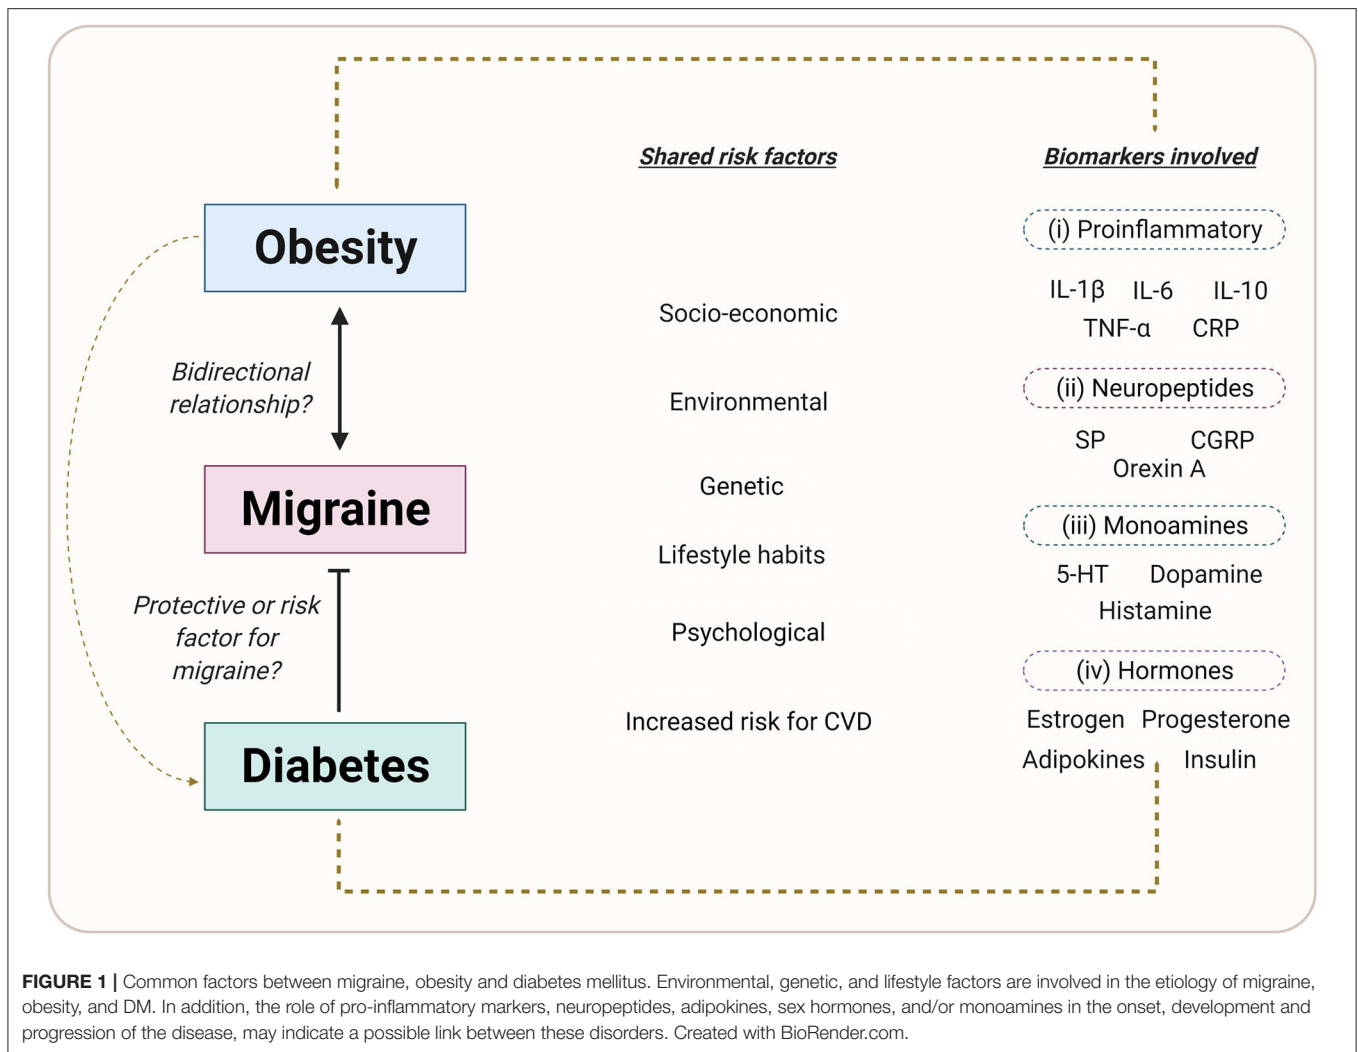 Obesity
Bidirectional
relationship?
Migraine
Protective or risk
factor for
migraine?
Diabetes
Shared risk factors
Socio-economic
Environmental
Genetic
Lifestyle habits
Psychological
Increased risk for CVD
Biomarkers involved
(i) Proinflammatory
IL-1β IL-6 IL-10
TNF-α CRP
(ii) Neuropeptides
SP CGRP
Orexin A
(iii) Monoamines
5-HT Dopamine
Histamine
(iv) Hormones
Estrogen Progesterone
Adipokines Insulin
FIGURE 1 | Common factors between migraine, obesity and diabetes mellitus. Environmental, genetic, and lifestyle factors are involved in the etiology of migraine,
obesity, and DM. In addition, the role of pro-inflammatory markers, neuropeptides, adipokines, sex hormones, and/or monoamines in the onset, development and
progression of the disease, may indicate a possible link between these disorders. Created with BioRender.com.